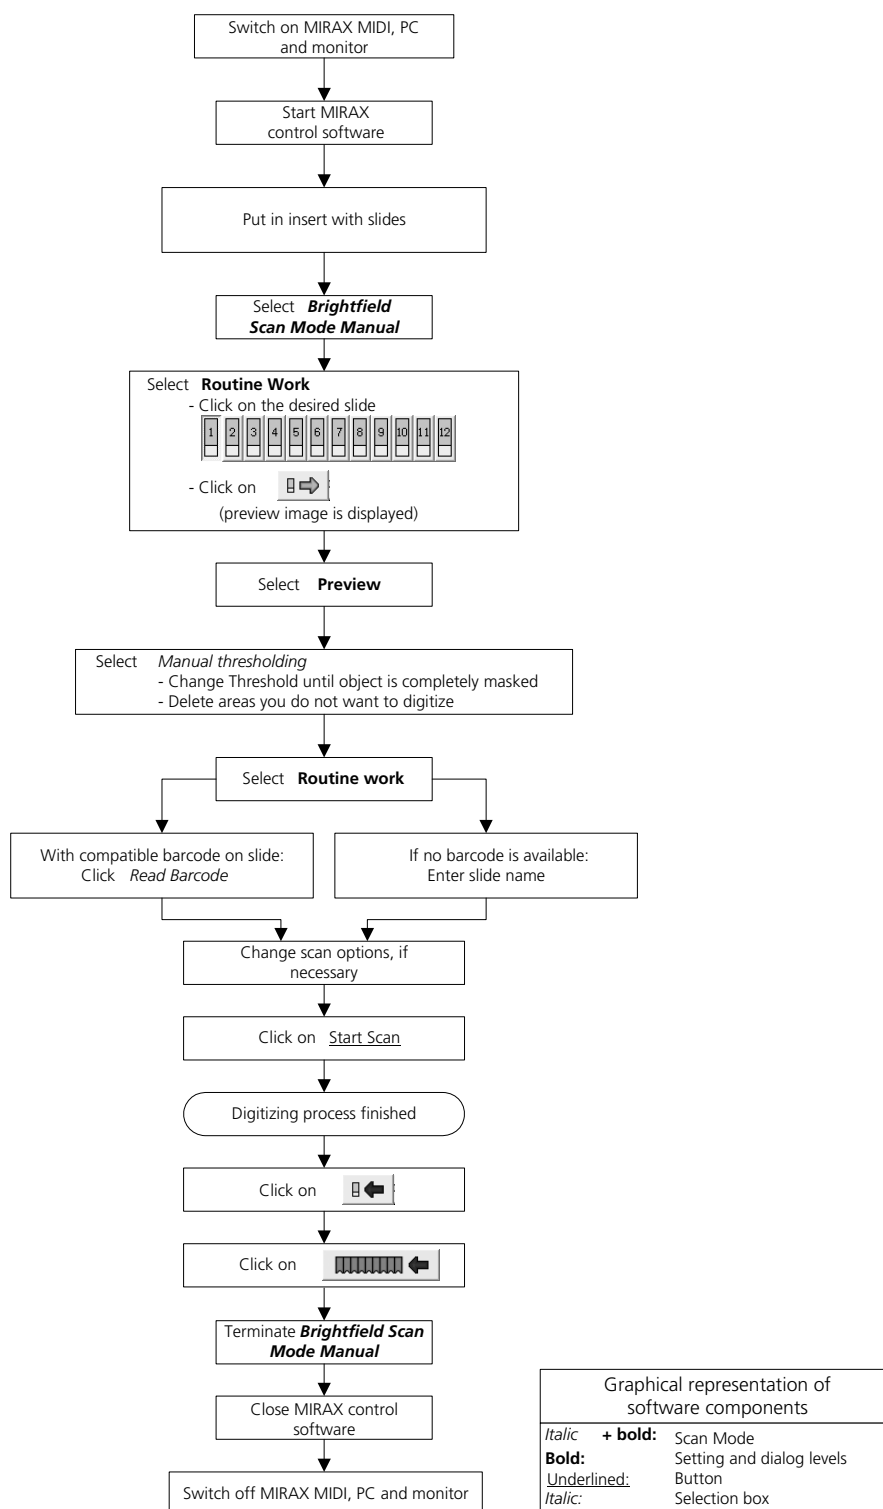 Switch on MIRAX MIDI, PC
and monitor
Start MIRAX
control software
Put in insert with slides
Select Brightfield
Scan Mode Manual
Select Routine Work
- Click on the desired slide
1 2 3 4 5 6 7 8 9 10 11 12
- Click on
(preview image is displayed)
Select Preview
Select Manual thresholding
- Change Threshold until object is completely masked
- Delete areas you do not want to digitize
Select Routine work
With compatible barcode on slide:
Click Read Barcode
If no barcode is available:
Enter slide name
Change scan options, if
necessary
Click on Start Scan
Digitizing process finished
Click on
Click on
Terminate Brightfield Scan
Mode Manual
Close MIRAX control
software
Switch off MIRAX MIDI, PC and monitor
Graphical representation of
software components
Italic + bold: Scan Mode
Bold: Setting and dialog levels
Underlined: Button
Italic: Selection box